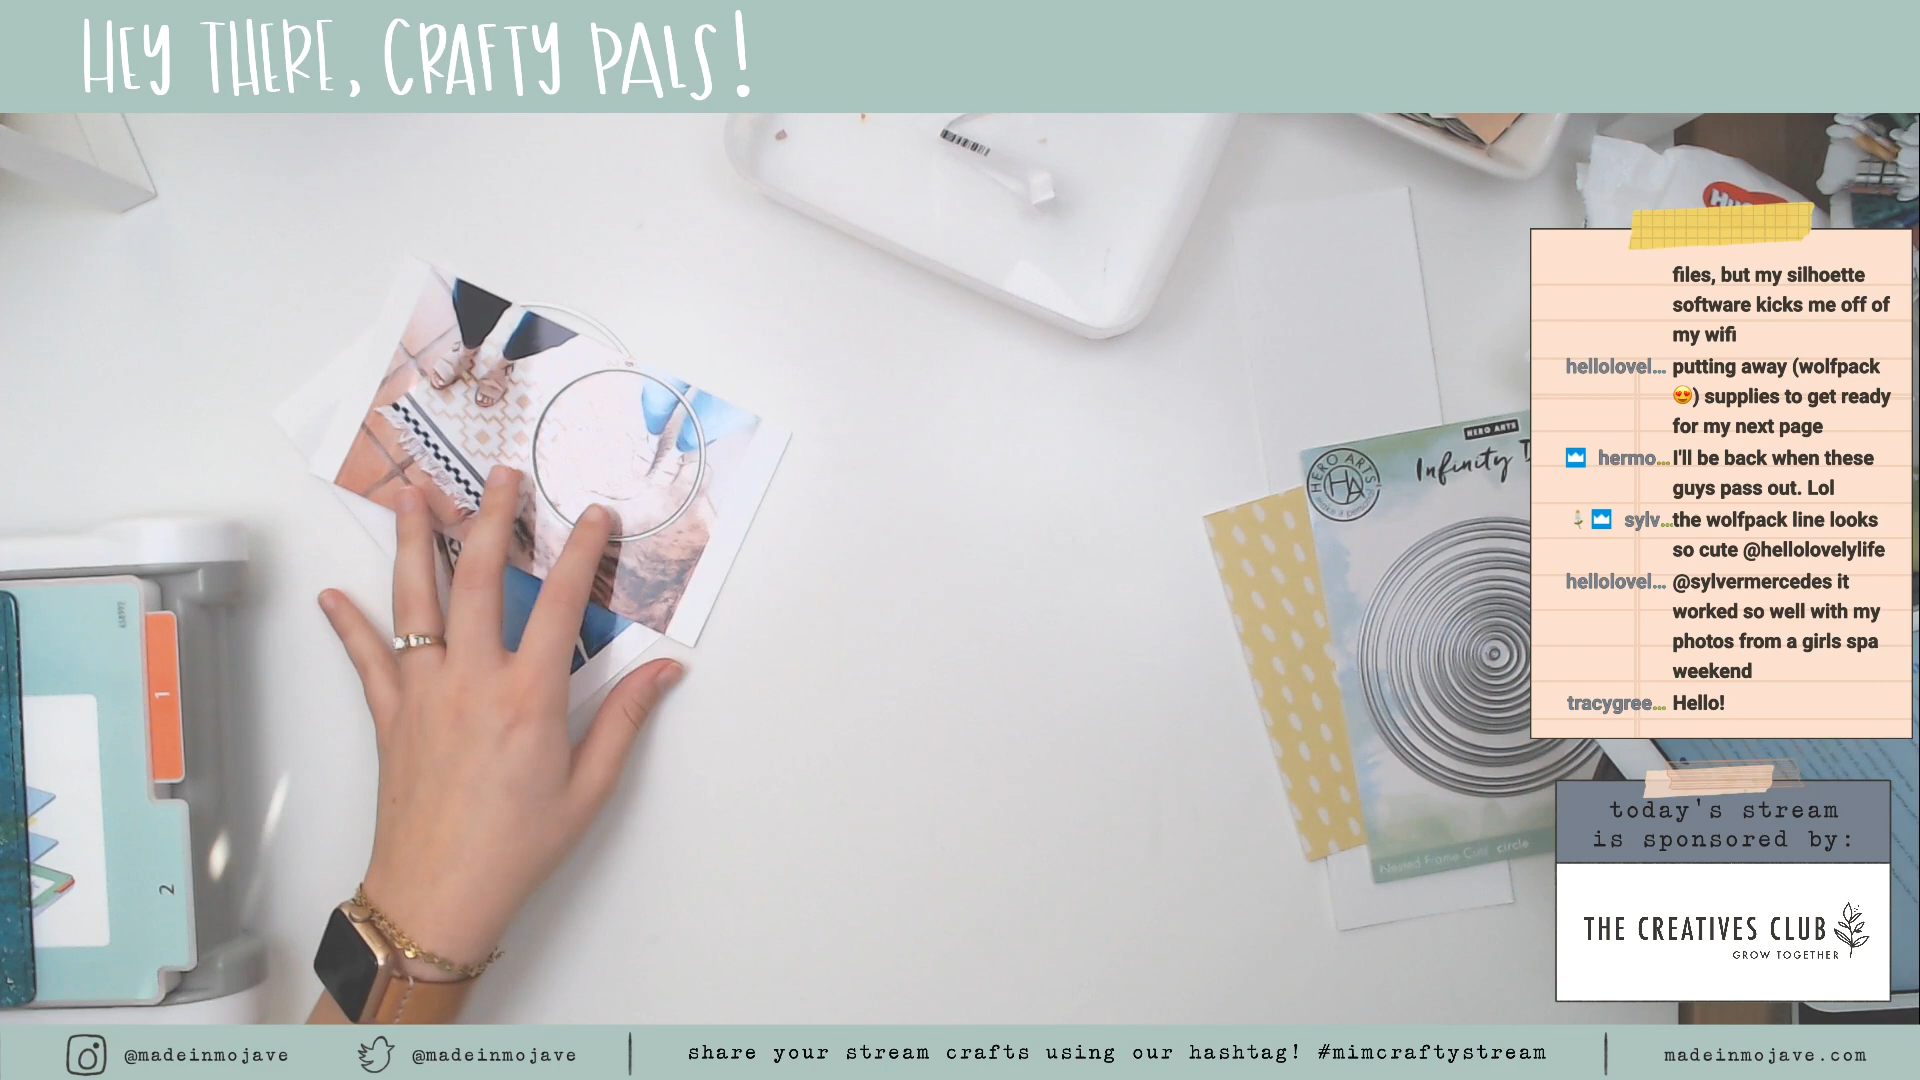 HEY THERE, CRAFTY PALS!
files, but my silhoette
software kicks me off of
my wifi
hellolovel... putting away (wolfpack
😍) supplies to get ready
for my next page
hermo... I'll be back when these
guys pass out. Lol
sylv... the wolfpack line looks
so cute @hellolovelylife
hellolovel... @sylvermercedes it
worked so well with my
photos from a girls spa
weekend
tracygree... Hello!
HERO ARTS
HERO ARTS
HA
Infinity
Nested Frame Cuts circle
658992
1
2
today's stream
is sponsored by:
THE CREATIVES CLUB
GROW TOGETHER
@madeinmojave
@madeinmojave
share your stream crafts using our hashtag! #mimcraftystream
madeinmojave.com